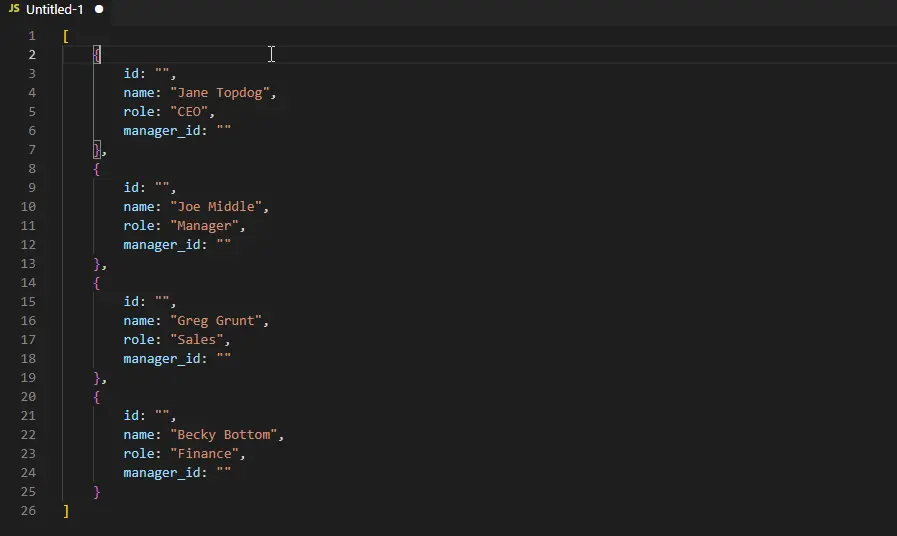 JS Untitled-1
1 [
2 {
3 id: "",
4 name: "Jane Topdog",
5 role: "CEO",
6 manager_id: ""
7 },
8 {
9 id: "",
10 name: "Joe Middle",
11 role: "Manager",
12 manager_id: ""
13 },
14 {
15 id: "",
16 name: "Greg Grunt",
17 role: "Sales",
18 manager_id: ""
19 },
20 {
21 id: "",
22 name: "Becky Bottom",
23 role: "Finance",
24 manager_id: ""
25 }
26 ]